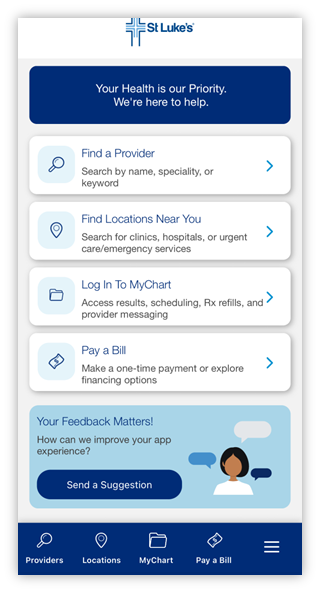 St Luke's
Your Health is our Priority.
We're here to help.
Find a Provider
Search by name, speciality, or
keyword
Find Locations Near You
Search for clinics, hospitals, or urgent
care/emergency services
Log In To MyChart
Access results, scheduling, Rx refills, and
provider messaging
Pay a Bill
Make a one-time payment or explore
financing options
Your Feedback Matters!
How can we improve your app
experience?
Send a Suggestion
Providers Locations MyChart Pay a Bill